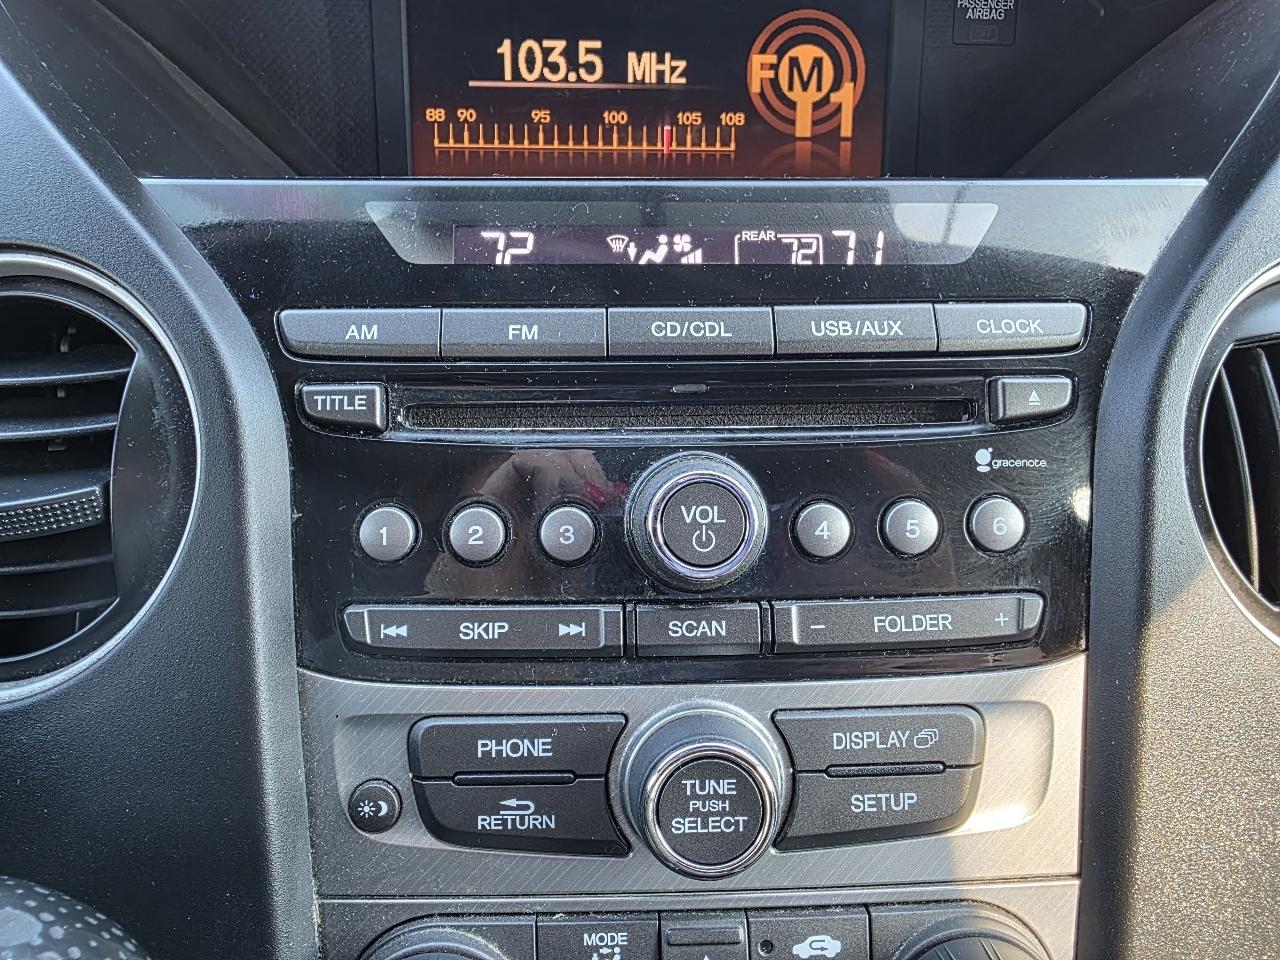 PASSENGER
AIRBAG
OFF
103.5 MHz
FM1
88 90 95 100 105 108
72 REAR 72 71
AM FM CD/CDL USB/AUX CLOCK
TITLE
gracenote
1 2 3 VOL 4 5 6
SKIP SCAN - FOLDER +
PHONE DISPLAY
TUNE
PUSH
SELECT
RETURN SETUP
MODE